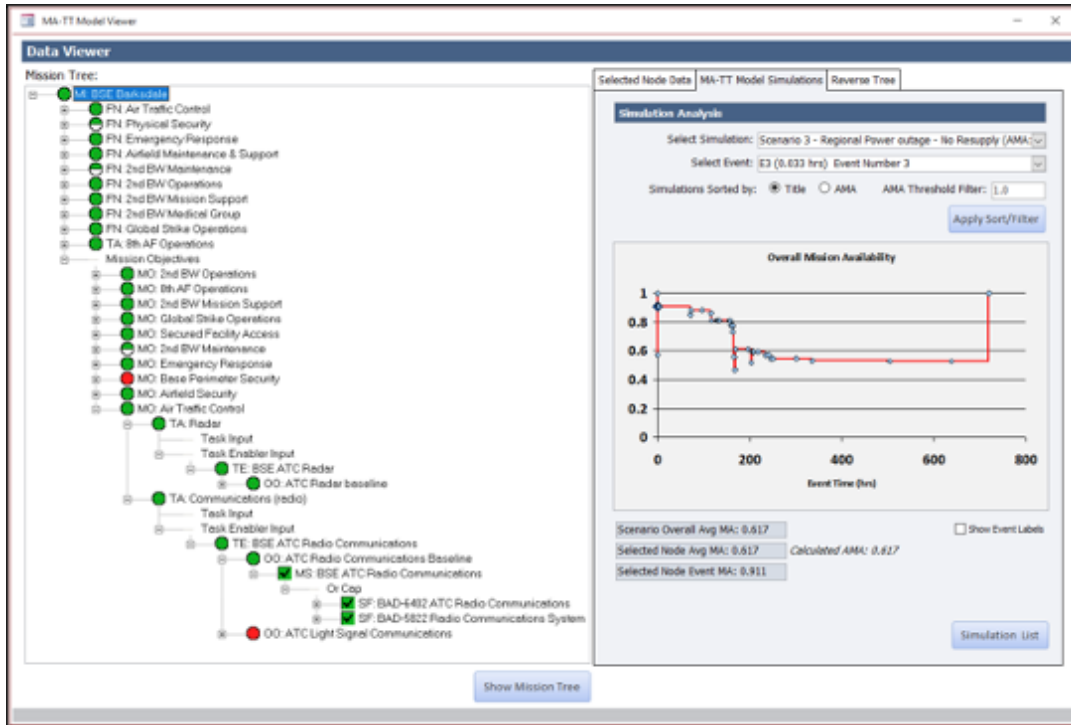 MA-TT Model Viewer
Data Viewer
Mission Tree:
M: BSE Barksdale
FN: Air Traffic Control
FN: Physical Security
FN: Emergency Response
FN: Airfield Maintenance & Support
FN: 2nd BW Maintenance
FN: 2nd BW Operations
FN: 2nd BW Mission Support
FN: 2nd BW Medical Group
FN: Global Strike Operations
TA: 8th AF Operations
Mission Objectives
MO: 2nd BW Operations
MO: 8th AF Operations
MO: 2nd BW Mission Support
MO: Global Strike Operations
MO: Secured Facility Access
MO: 2nd BW Maintenance
MO: Emergency Response
MO: Base Perimeter Security
MO: Airfield Security
MO: Air Traffic Control
TA: Radar
Task Input
Task Enabler Input
TE: BSE ATC Radar
OO: ATC Radar baseline
TA: Communications (radio)
Task Input
Task Enabler Input
TE: BSE ATC Radio Communications
OO: ATC Radio Communications Baseline
MS: BSE ATC Radio Communications
Or Cap
SF: BAD-6402 ATC Radio Communications
SF: BAD-5822 Radio Communications System
OO: ATC Light Signal Communications
Show Mission Tree
Selected Node Data MA-TT Model Simulations Reverse Tree
Simulation Analysis
Select Simulation: Scenario 3 - Regional Power outage - No Resupply (AMA:
Select Event: E3 (0.033 hrs) Event Number 3
Simulations Sorted by: Title AMA AMA Threshold Filter: 1.0
Apply Sort/Filter
Overall Mission Availability
1
0.8
0.6
0.4
0.2
0
0 200 400 600 800
Event Time (hrs)
Scenario Overall Avg MA: 0.617 Show Event Labels
Selected Node Avg MA: 0.617 Calculated AMA: 0.617
Selected Node Event MA: 0.911
Simulation List